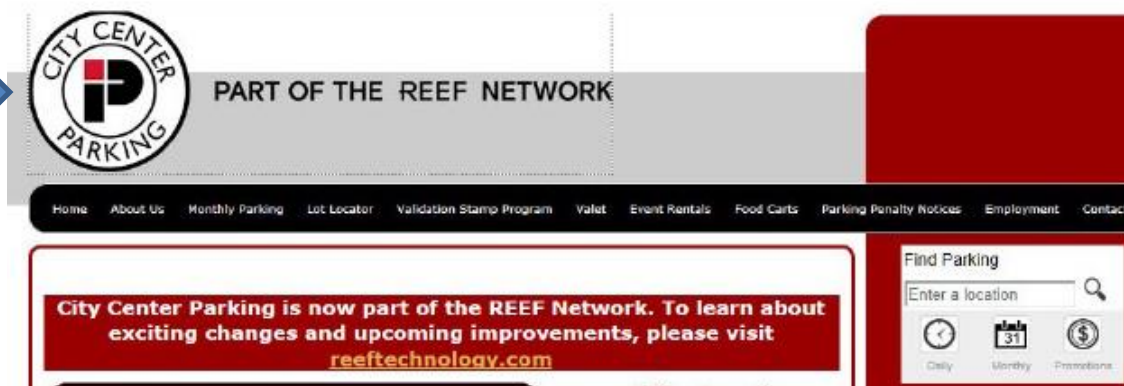 CITY CENTER
P
PARKING
PART OF THE REEF NETWORK
Home About Us Monthly Parking Lot Locator Validation Stamp Program Valet Event Rentals Food Carts Parking Penalty Notices Employment Contac
Find Parking
Enter a location
31
$
Daily Monthly Promotions
City Center Parking is now part of the REEF Network. To learn about
exciting changes and upcoming improvements, please visit
reeftechnology.com